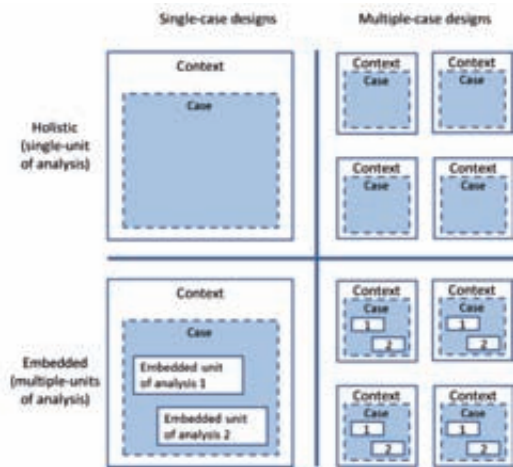 Single-case designs
Multiple-case designs
Context
Case
Holistic
(single-unit
of analysis)
Context
Case
Context
Case
Context
Case
Context
Case
Context
Case
Embedded unit
of analysis 1
Embedded unit
of analysis 2
Embedded
(multiple-units
of analysis)
Context
Case
1
2
Context
Case
1
2
Context
Case
1
2
Context
Case
1
2